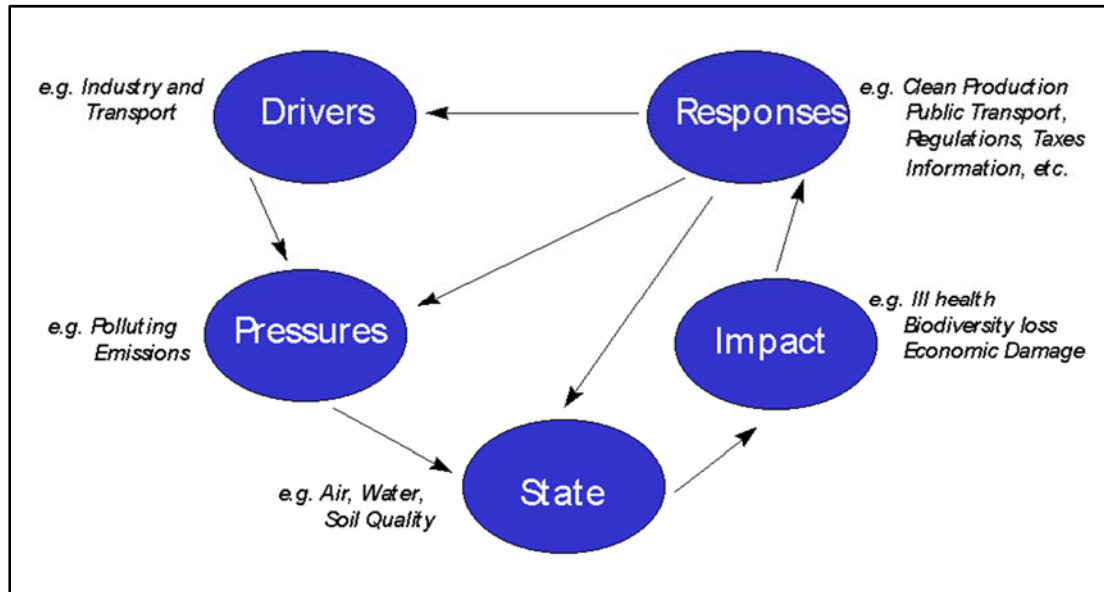 e.g. Industry and
Transport
Drivers
Responses
e.g. Clean Production
Public Transport,
Regulations, Taxes
Information, etc.
e.g. Polluting
Emissions
Pressures
Impact
e.g. Ill health
Biodiversity loss
Economic Damage
e.g. Air, Water,
Soil Quality
State